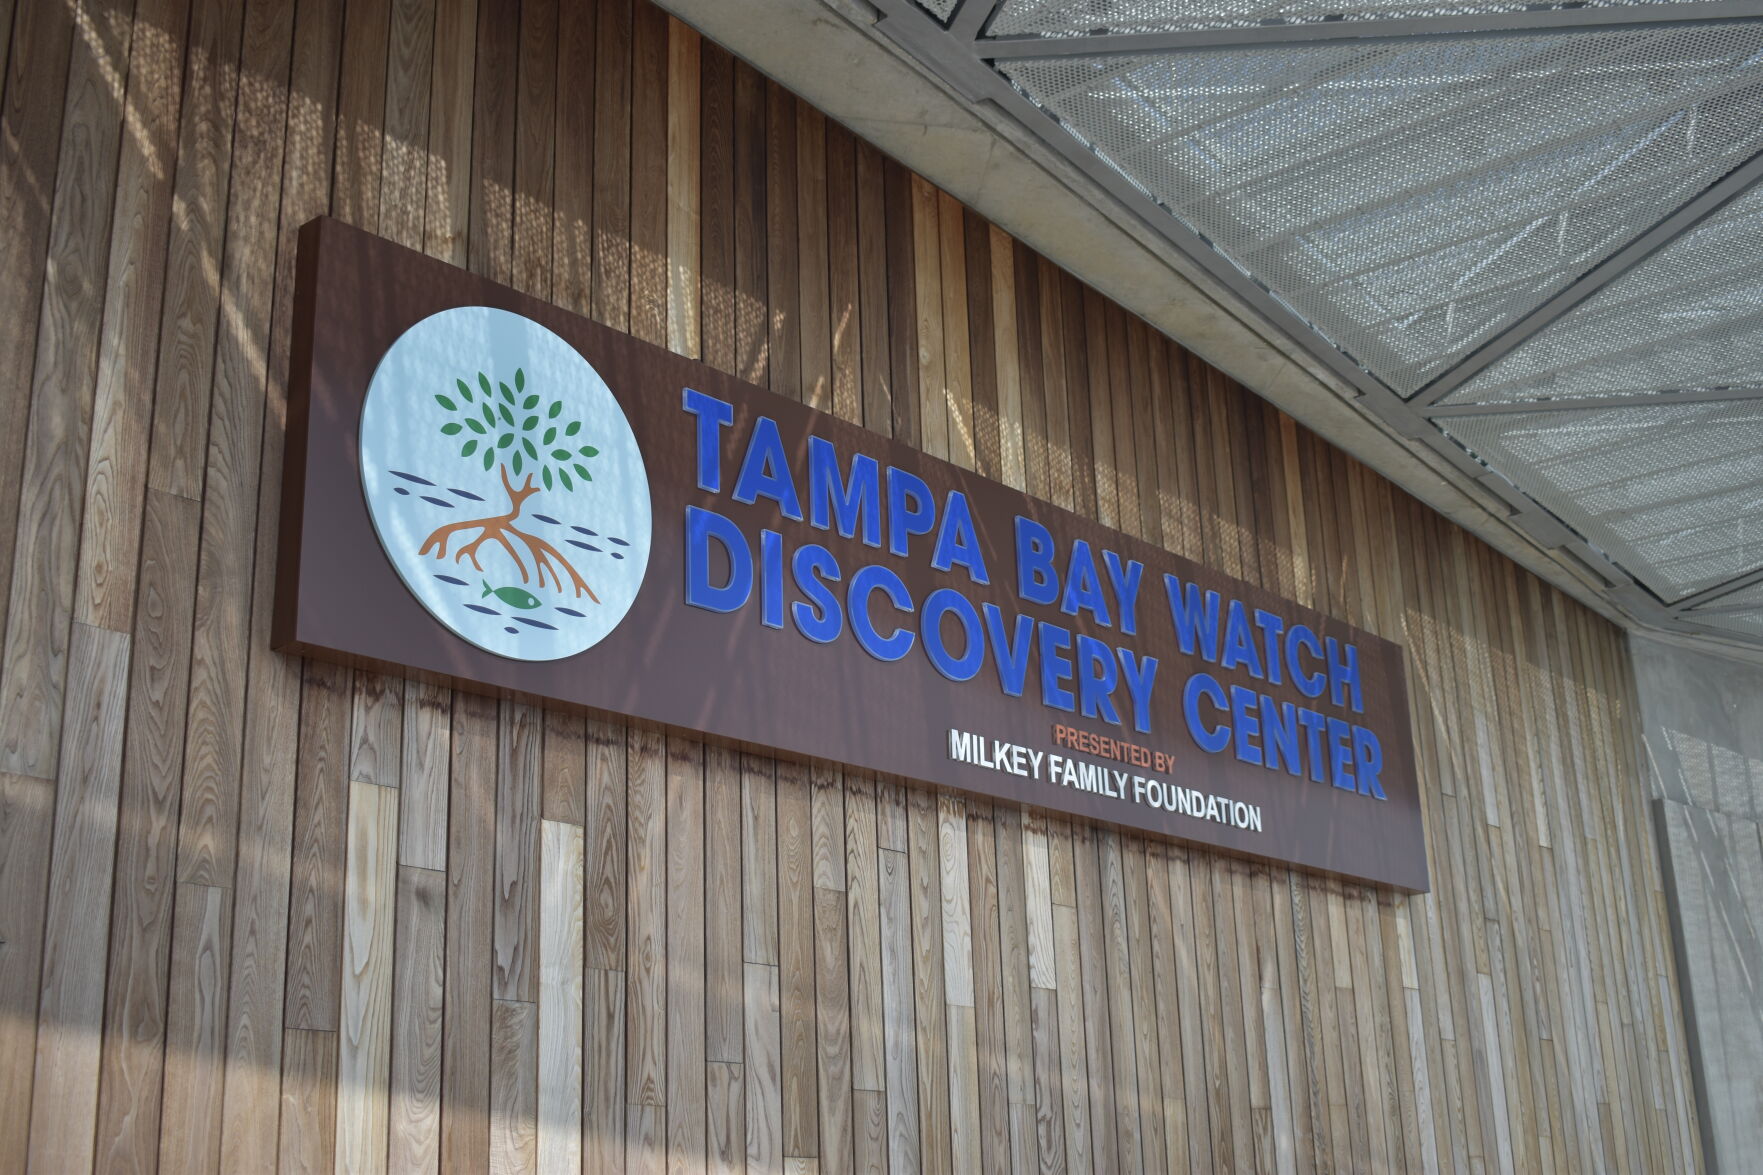 TAMPA BAY WATCH
DISCOVERY CENTER
PRESENTED BY
MILKEY FAMILY FOUNDATION